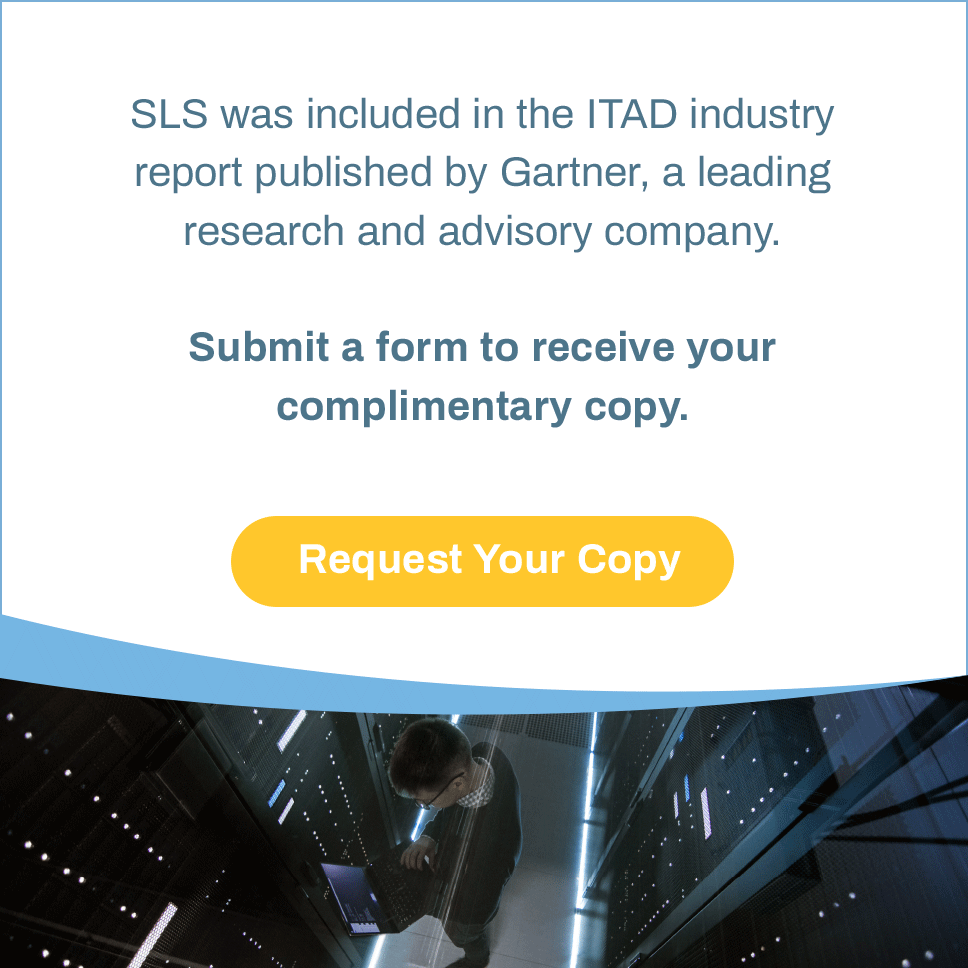 SLS was included in the ITAD industry
report published by Gartner, a leading
research and advisory company.
Submit a form to receive your
complimentary copy.
Request Your Copy